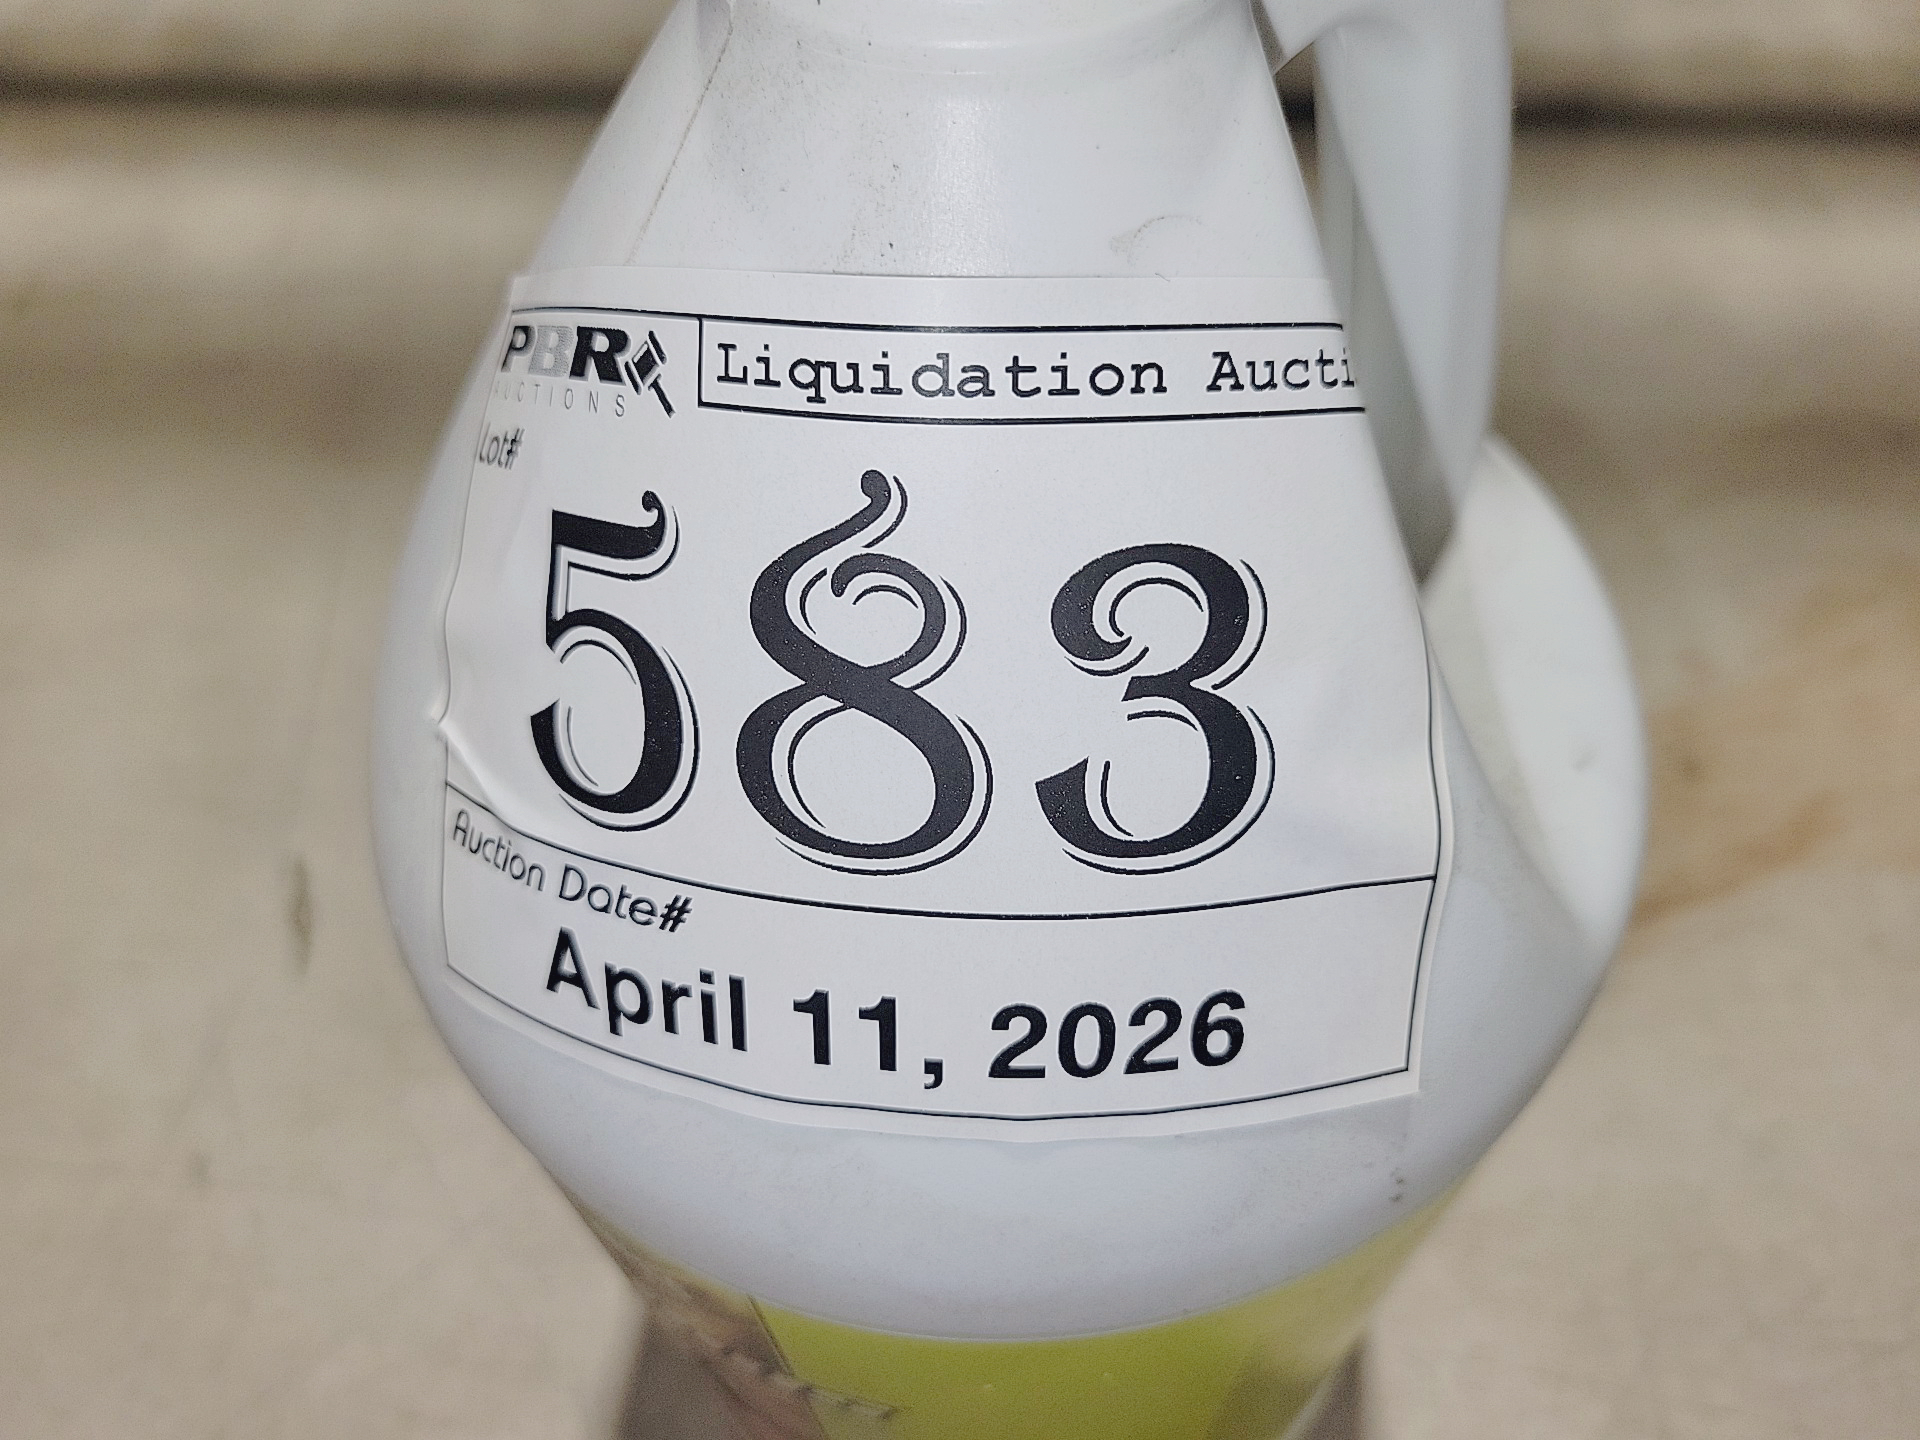 PBR
AUCTIONS
Liquidation Aucti
Lot#
583
Auction Date#
April 11, 2026